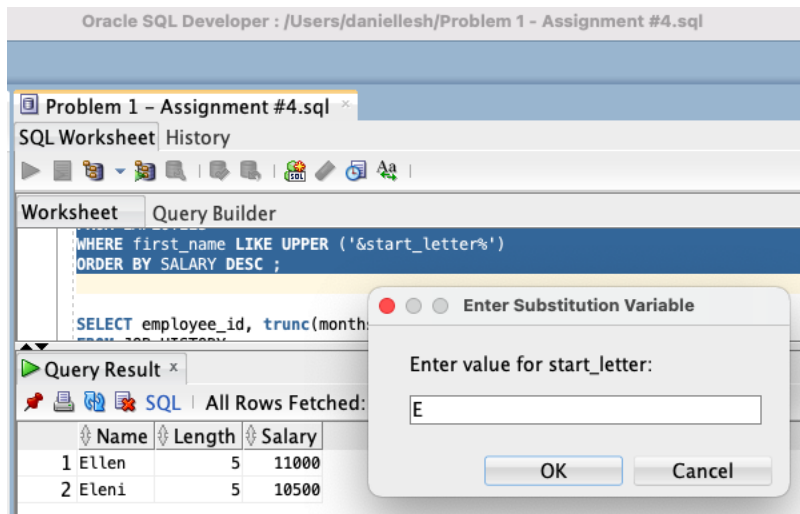 Oracle SQL Developer : /Users/daniellesh/Problem 1 - Assignment #4.sql
Problem 1 – Assignment #4.sql
SQL Worksheet History
Worksheet Query Builder
WHERE first_name LIKE UPPER ('&start_letter%')
ORDER BY SALARY DESC ;
SELECT employee_id, trunc(months
FROM JOB_HISTORY
Query Result
SQL | All Rows Fetched:
Name Length Salary
1 Ellen 5 11000
2 Eleni 5 10500
Enter Substitution Variable
Enter value for start_letter:
E
OK Cancel